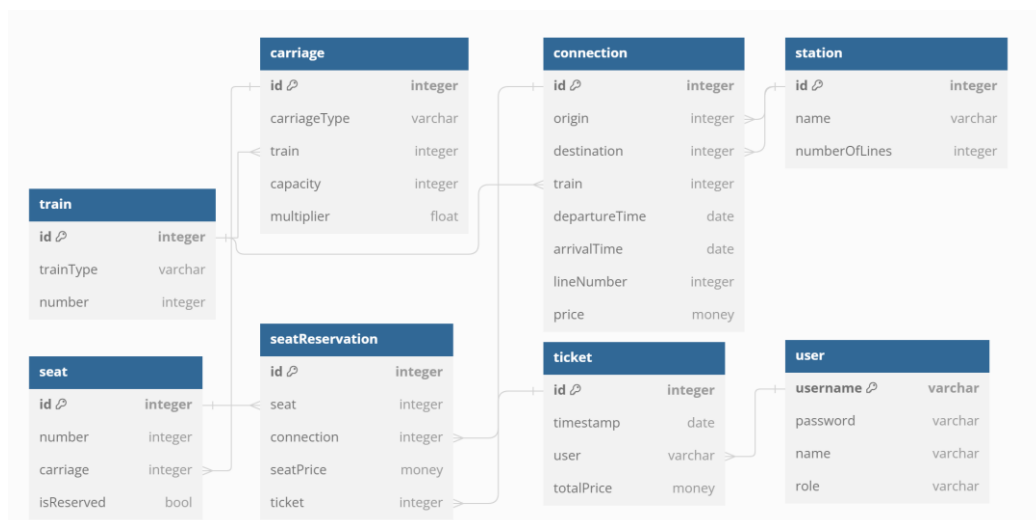 carriage
id integer
carriageType varchar
train integer
capacity integer
multiplier float
connection
id integer
origin integer
destination integer
train integer
departureTime date
arrivalTime date
lineNumber integer
price money
station
id integer
name varchar
numberOfLines integer
train
id integer
trainType varchar
number integer
seat
id integer
number integer
carriage integer
isReserved bool
seatReservation
id integer
seat integer
connection integer
seatPrice money
ticket integer
ticket
id integer
timestamp date
user varchar
totalPrice money
user
username varchar
password varchar
name varchar
role varchar